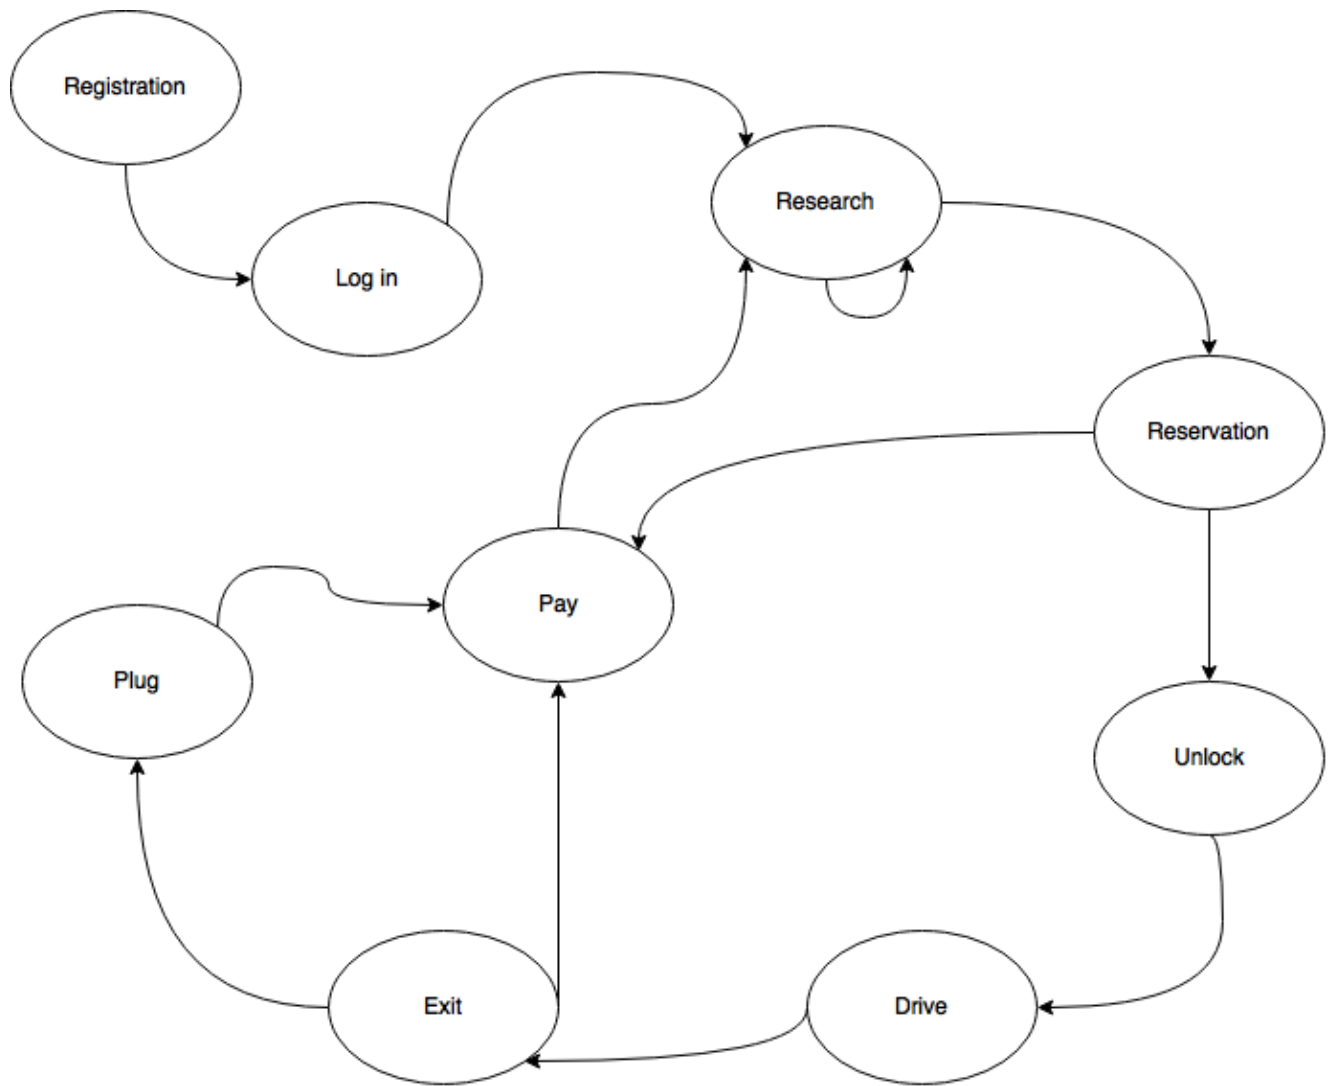 Registration
Research
Log in
Reservation
Pay
Plug
Unlock
Exit
Drive